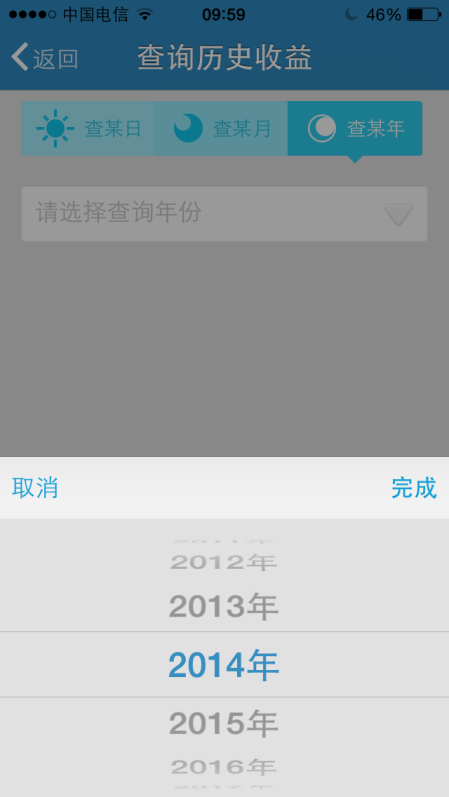 中国电信 09:59 46%
返回 查询历史收益
查某日 查某月 查某年
请选择查询年份
取消 完成
2012年
2013年
2014年
2015年
2016年